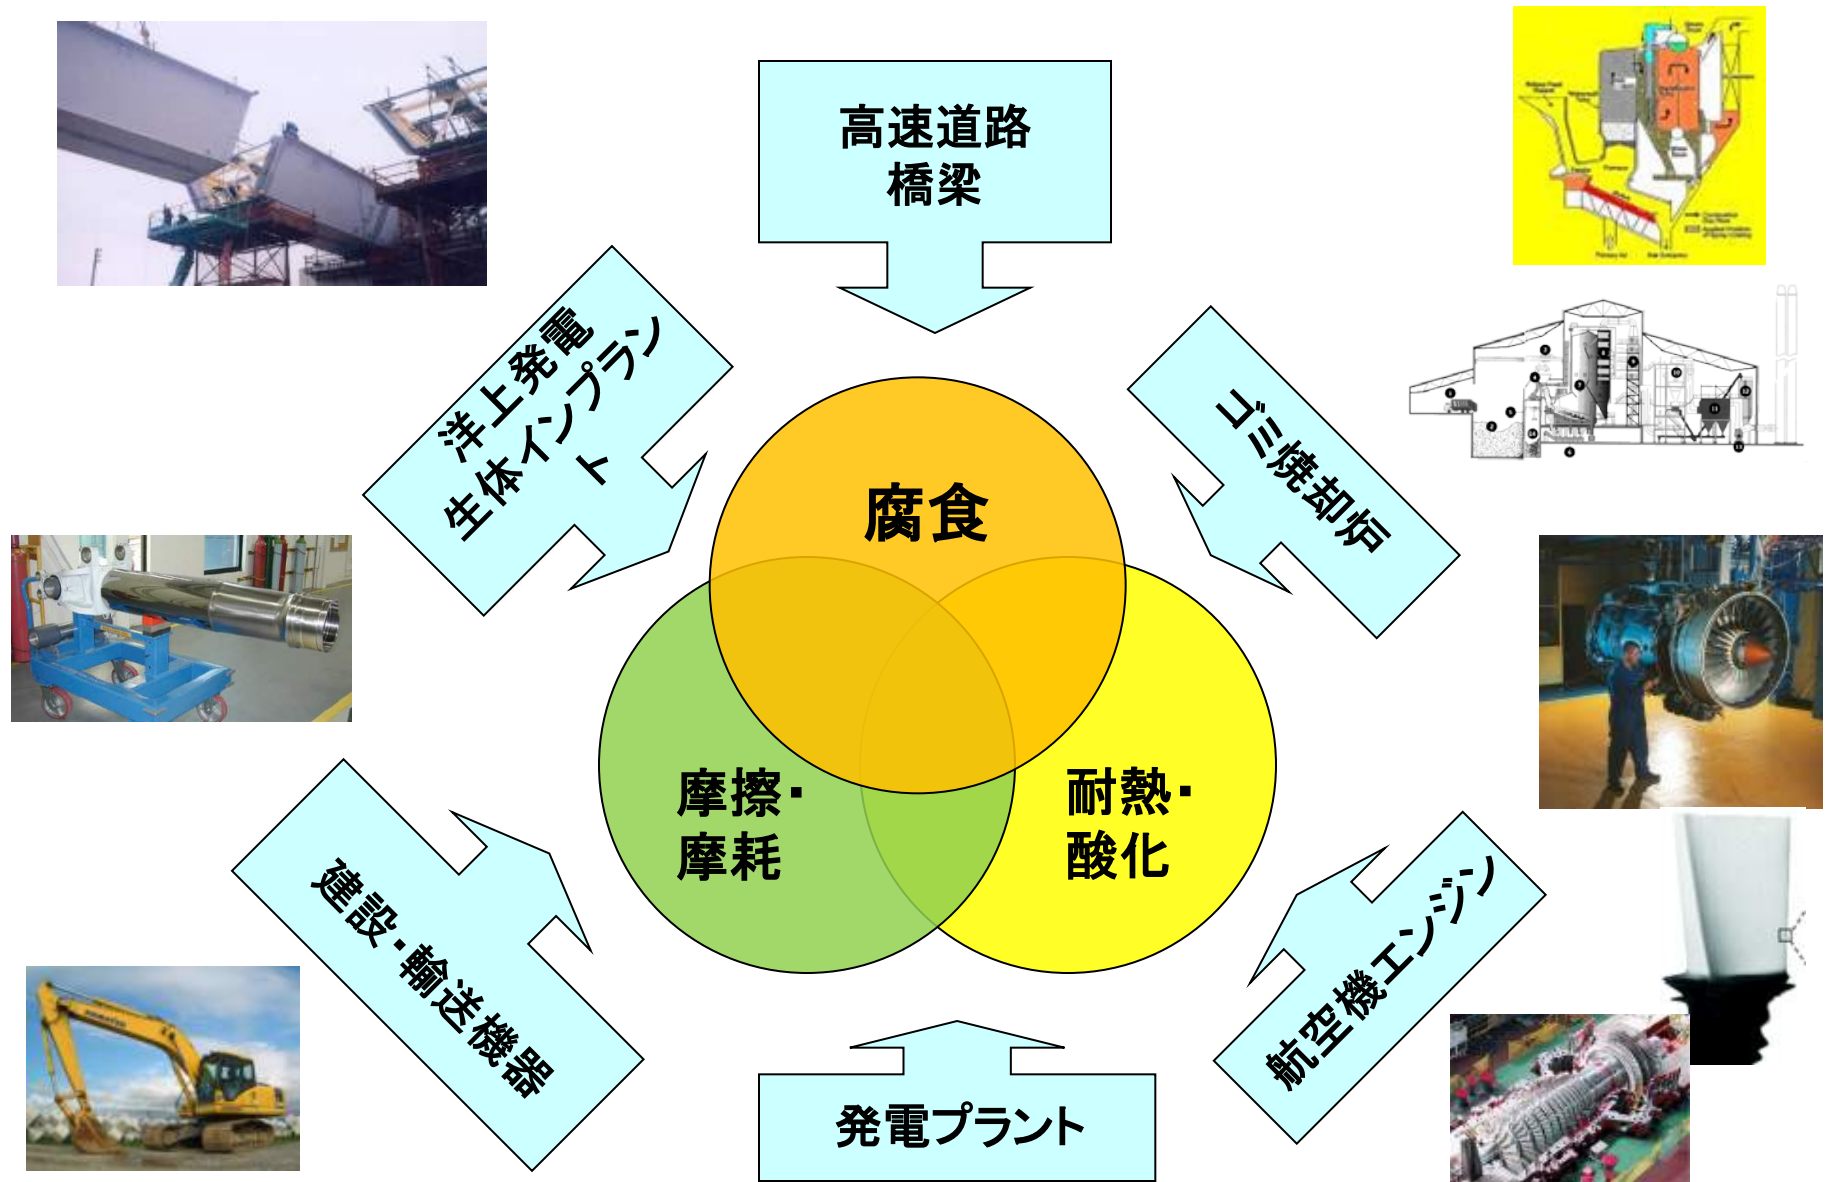 高速道路
橋梁
洋上発電
生体インプラン
ト
ゴミ焼却炉
腐食
摩擦・
摩耗
耐熱・
酸化
建設・輸送機器
航空機エンジン
発電プラント
KOMATSU